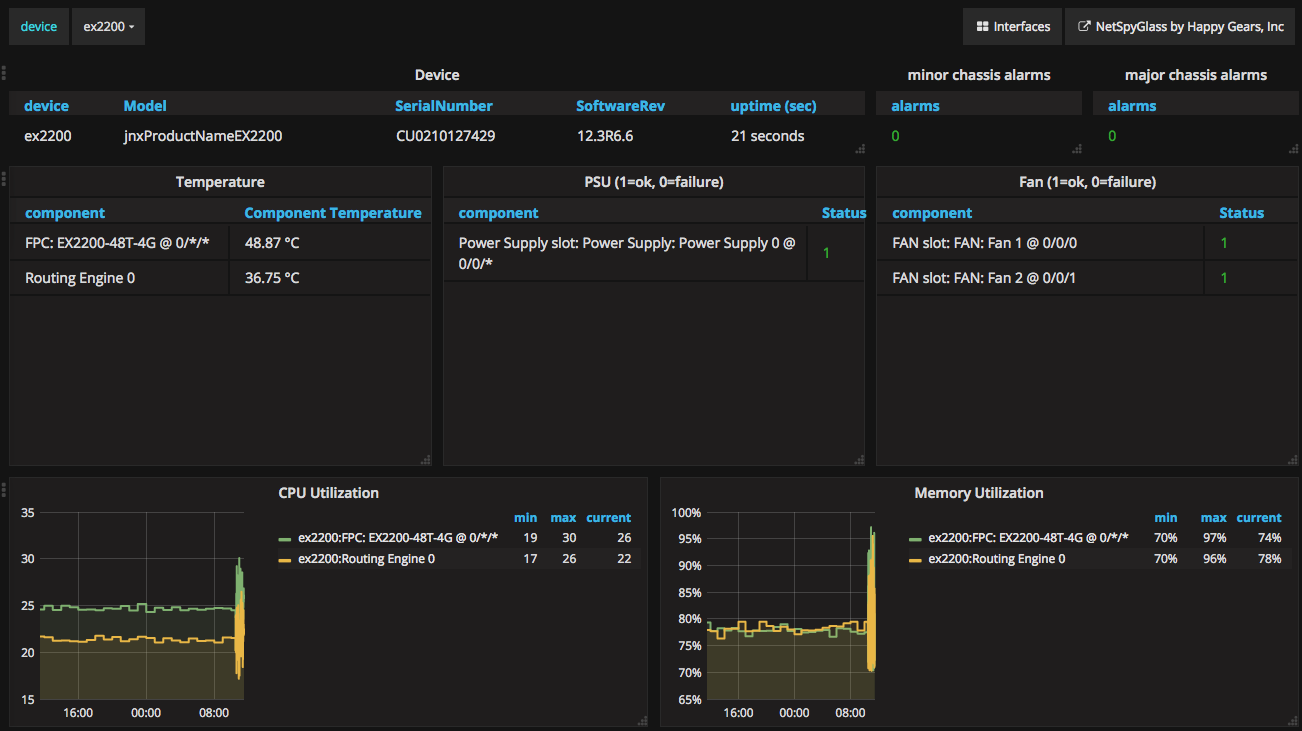 device ex2200 Interfaces NetSpyGlass by Happy Gears, Inc
Device
device Model SerialNumber SoftwareRev uptime (sec)
ex2200 jnxProductNameEX2200 CU0210127429 12.3R6.6 21 seconds
minor chassis alarms
alarms
0
major chassis alarms
alarms
0
Temperature
component Component Temperature
FPC: EX2200-48T-4G @ 0/*/* 48.87 °C
Routing Engine 0 36.75 °C
PSU (1=ok, 0=failure)
component Status
Power Supply slot: Power Supply: Power Supply 0 @ 1
0/0/*
Fan (1=ok, 0=failure)
component Status
FAN slot: FAN: Fan 1 @ 0/0/0 1
FAN slot: FAN: Fan 2 @ 0/0/1 1
CPU Utilization
35
30
25
20
15
16:00 00:00 08:00
min max current
ex2200:FPC: EX2200-48T-4G @ 0/*/* 19 30 26
ex2200:Routing Engine 0 17 26 22
Memory Utilization
100%
95%
90%
85%
80%
75%
70%
65%
16:00 00:00 08:00
min max current
ex2200:FPC: EX2200-48T-4G @ 0/*/* 70% 97% 74%
ex2200:Routing Engine 0 70% 96% 78%